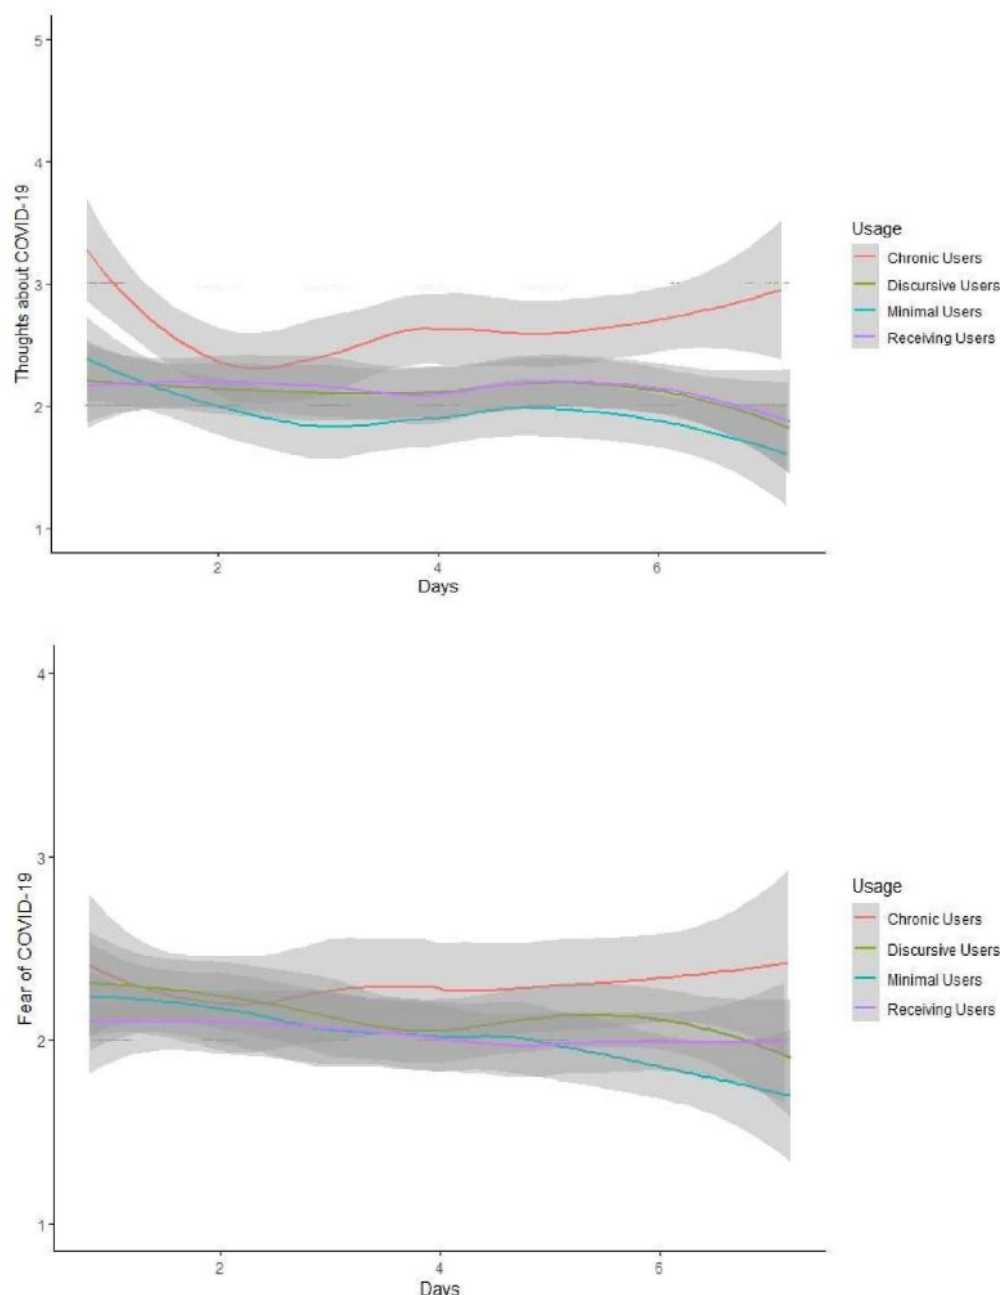 5
4
3
2
1
Thoughts about COVID-19
2
4
6
Days
Usage
Chronic Users
Discursive Users
Minimal Users
Receiving Users
4
3
2
1
Fear of COVID-19
2
4
6
Days
Usage
Chronic Users
Discursive Users
Minimal Users
Receiving Users